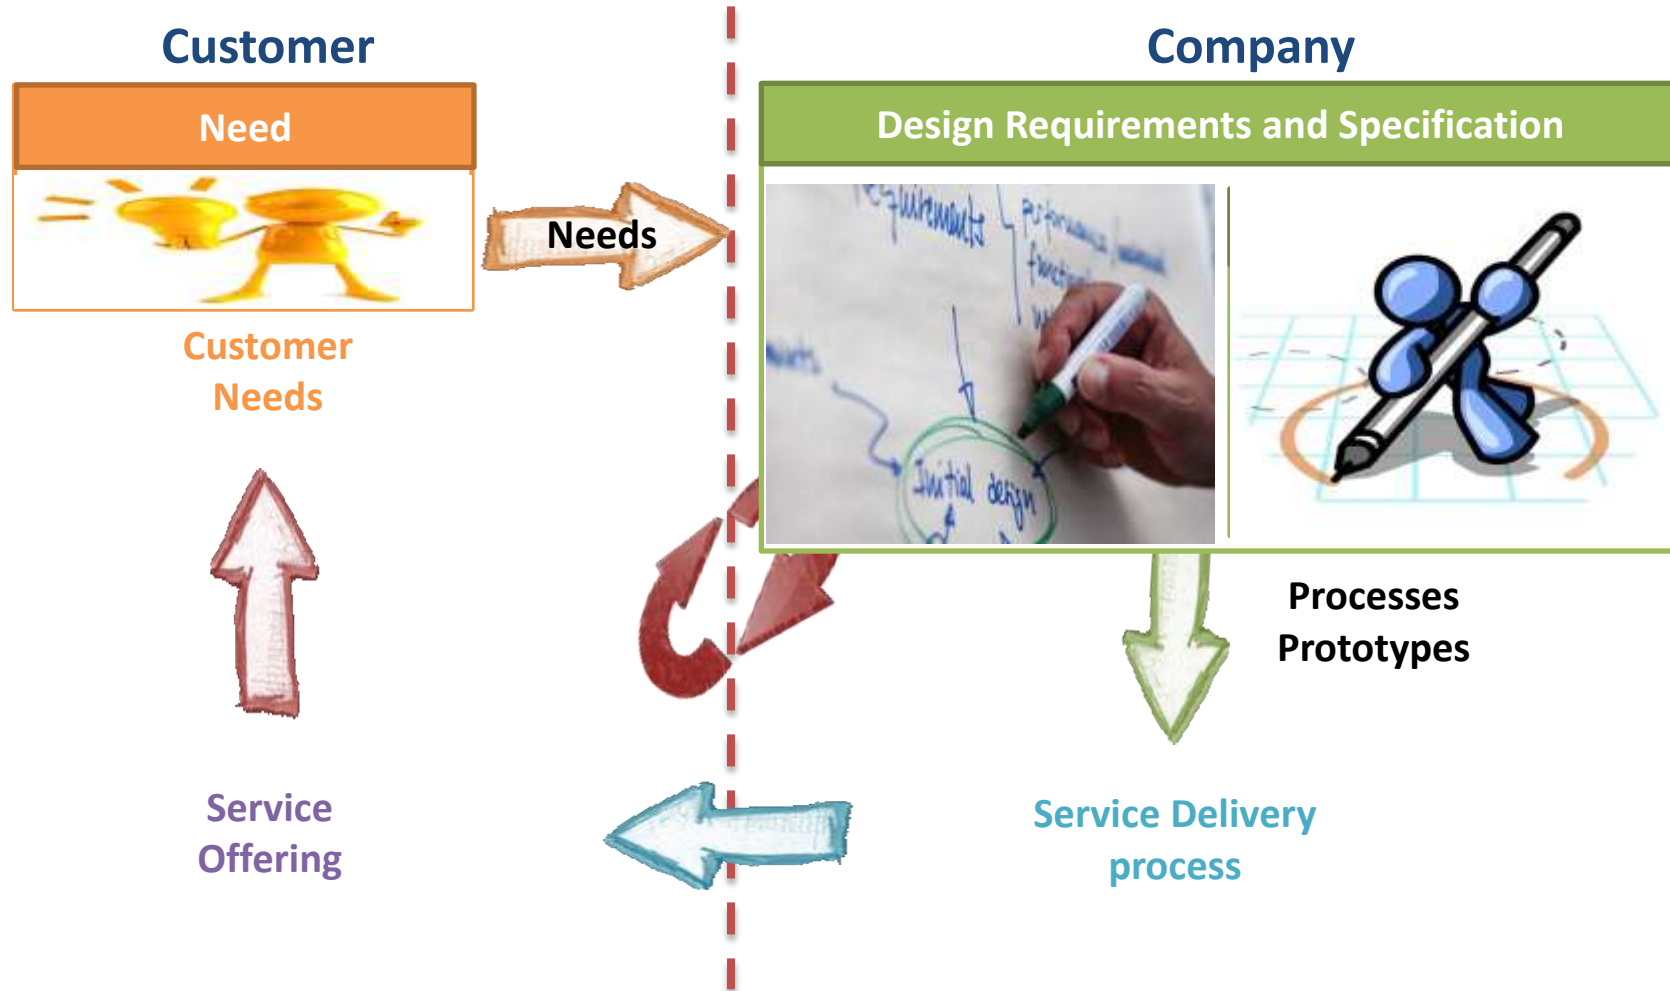 Customer
Company
Need
Design Requirements and Specification
Needs
requirements
Initial design
Customer
Needs
Processes
Prototypes
Service
Offering
Service Delivery
process